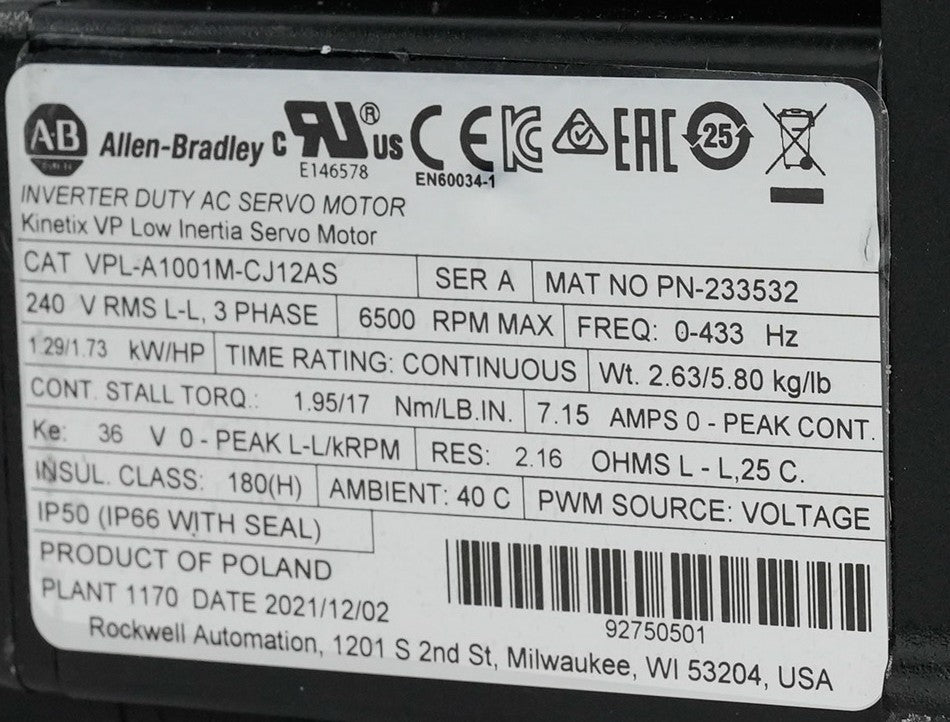 A-B Allen-Bradley C RU® US CE KC EAC 25
E146578 EN60034-1
INVERTER DUTY AC SERVO MOTOR
Kinetix VP Low Inertia Servo Motor
CAT VPL-A1001M-CJ12AS SER A MAT NO PN-233532
240 V RMS L-L, 3 PHASE 6500 RPM MAX FREQ: 0-433 Hz
1.29/1.73 kW/HP TIME RATING: CONTINUOUS Wt. 2.63/5.80 kg/lb
CONT. STALL TORQ.: 1.95/17 Nm/LB.IN. 7.15 AMPS 0 - PEAK CONT.
Ke: 36 V 0 - PEAK L-L/kRPM RES: 2.16 OHMS L - L,25 C.
INSUL. CLASS: 180(H) AMBIENT: 40 C PWM SOURCE: VOLTAGE
IP50 (IP66 WITH SEAL)
PRODUCT OF POLAND
PLANT 1170 DATE 2021/12/02
92750501
Rockwell Automation, 1201 S 2nd St, Milwaukee, WI 53204, USA